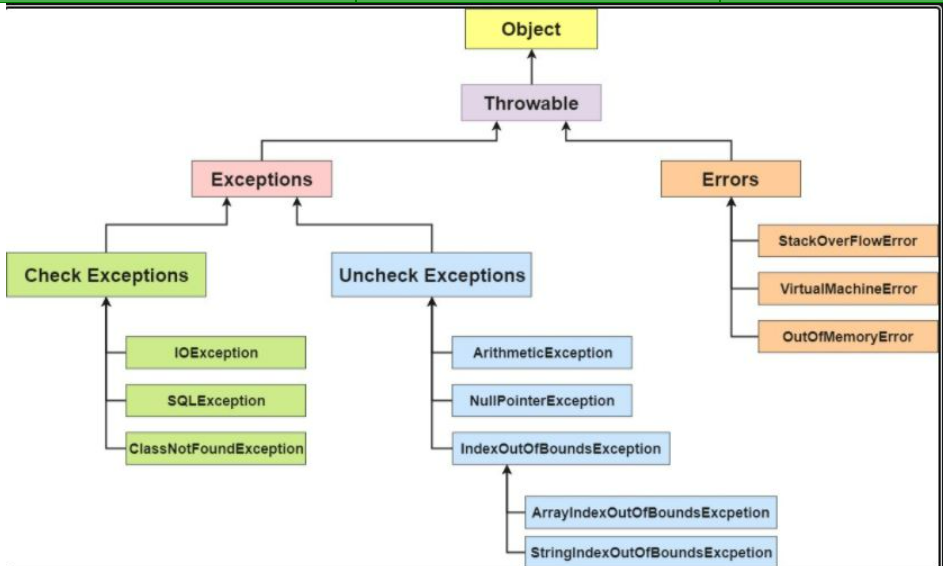 Object
Throwable
Exceptions
Errors
StackOverFlowError
Check Exceptions
Uncheck Exceptions
VirtualMachineError
OutOfMemoryError
IOException
ArithmeticException
SQLException
NullPointerException
ClassNotFoundException
IndexOutOfBoundsException
ArrayIndexOutOfBoundsExcpetion
StringIndexOutOfBoundsExcpetion